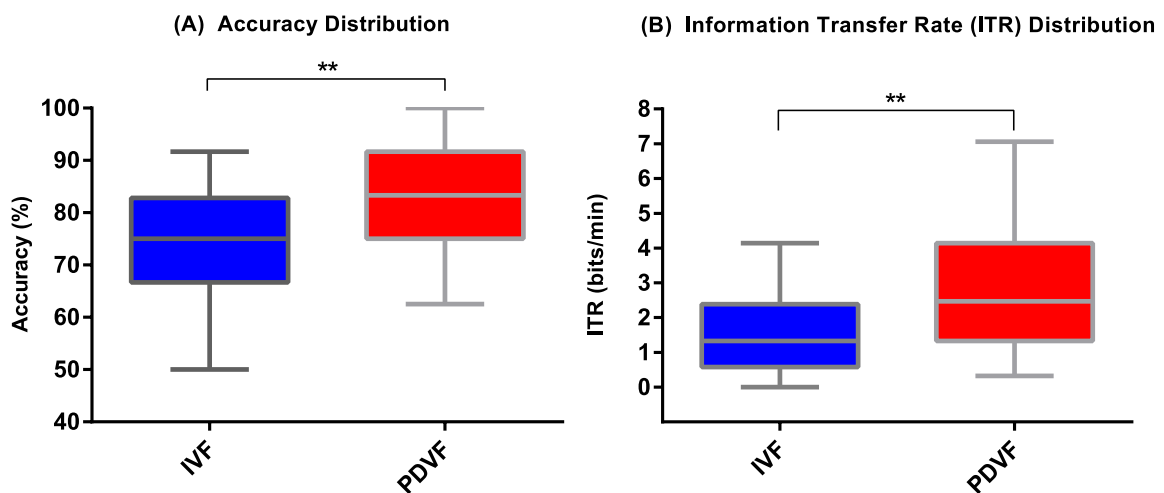 (A) Accuracy Distribution
**
Accuracy (%)
100
90
80
70
60
50
40
IVF
PDVF
(B) Information Transfer Rate (ITR) Distribution
**
ITR (bits/min)
8
7
6
5
4
3
2
1
0
IVF
PDVF